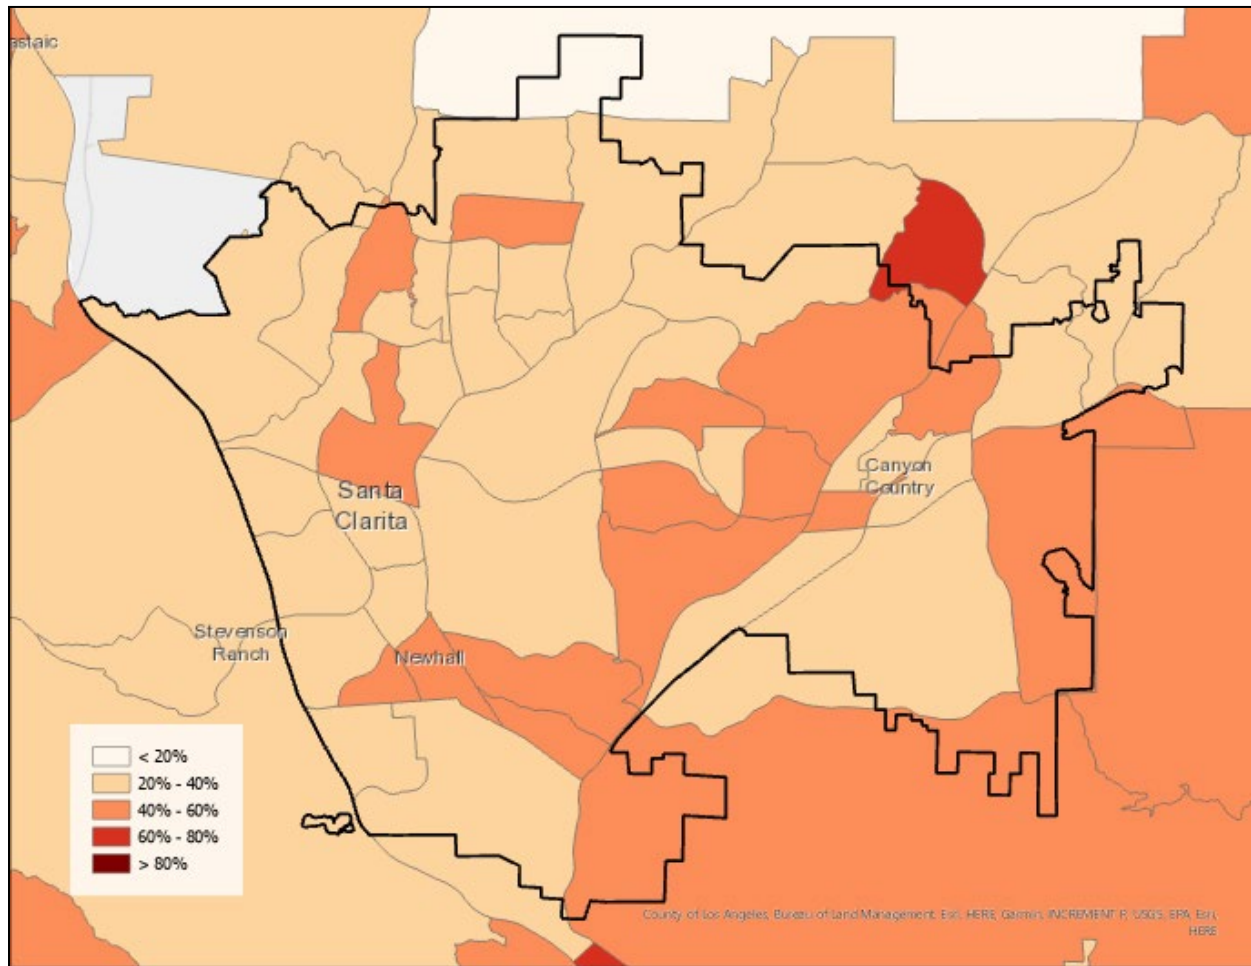 astaic
Canyon
Country
Santa
Clarita
Stevenson
Ranch
Newhall
< 20%
20% - 40%
40% - 60%
60% - 80%
> 80%
County of Los Angeles, Bureau of Land Management, Esri, HERE, Garmin, INCREMENT P, USGS, EPA, Esri,
HERE